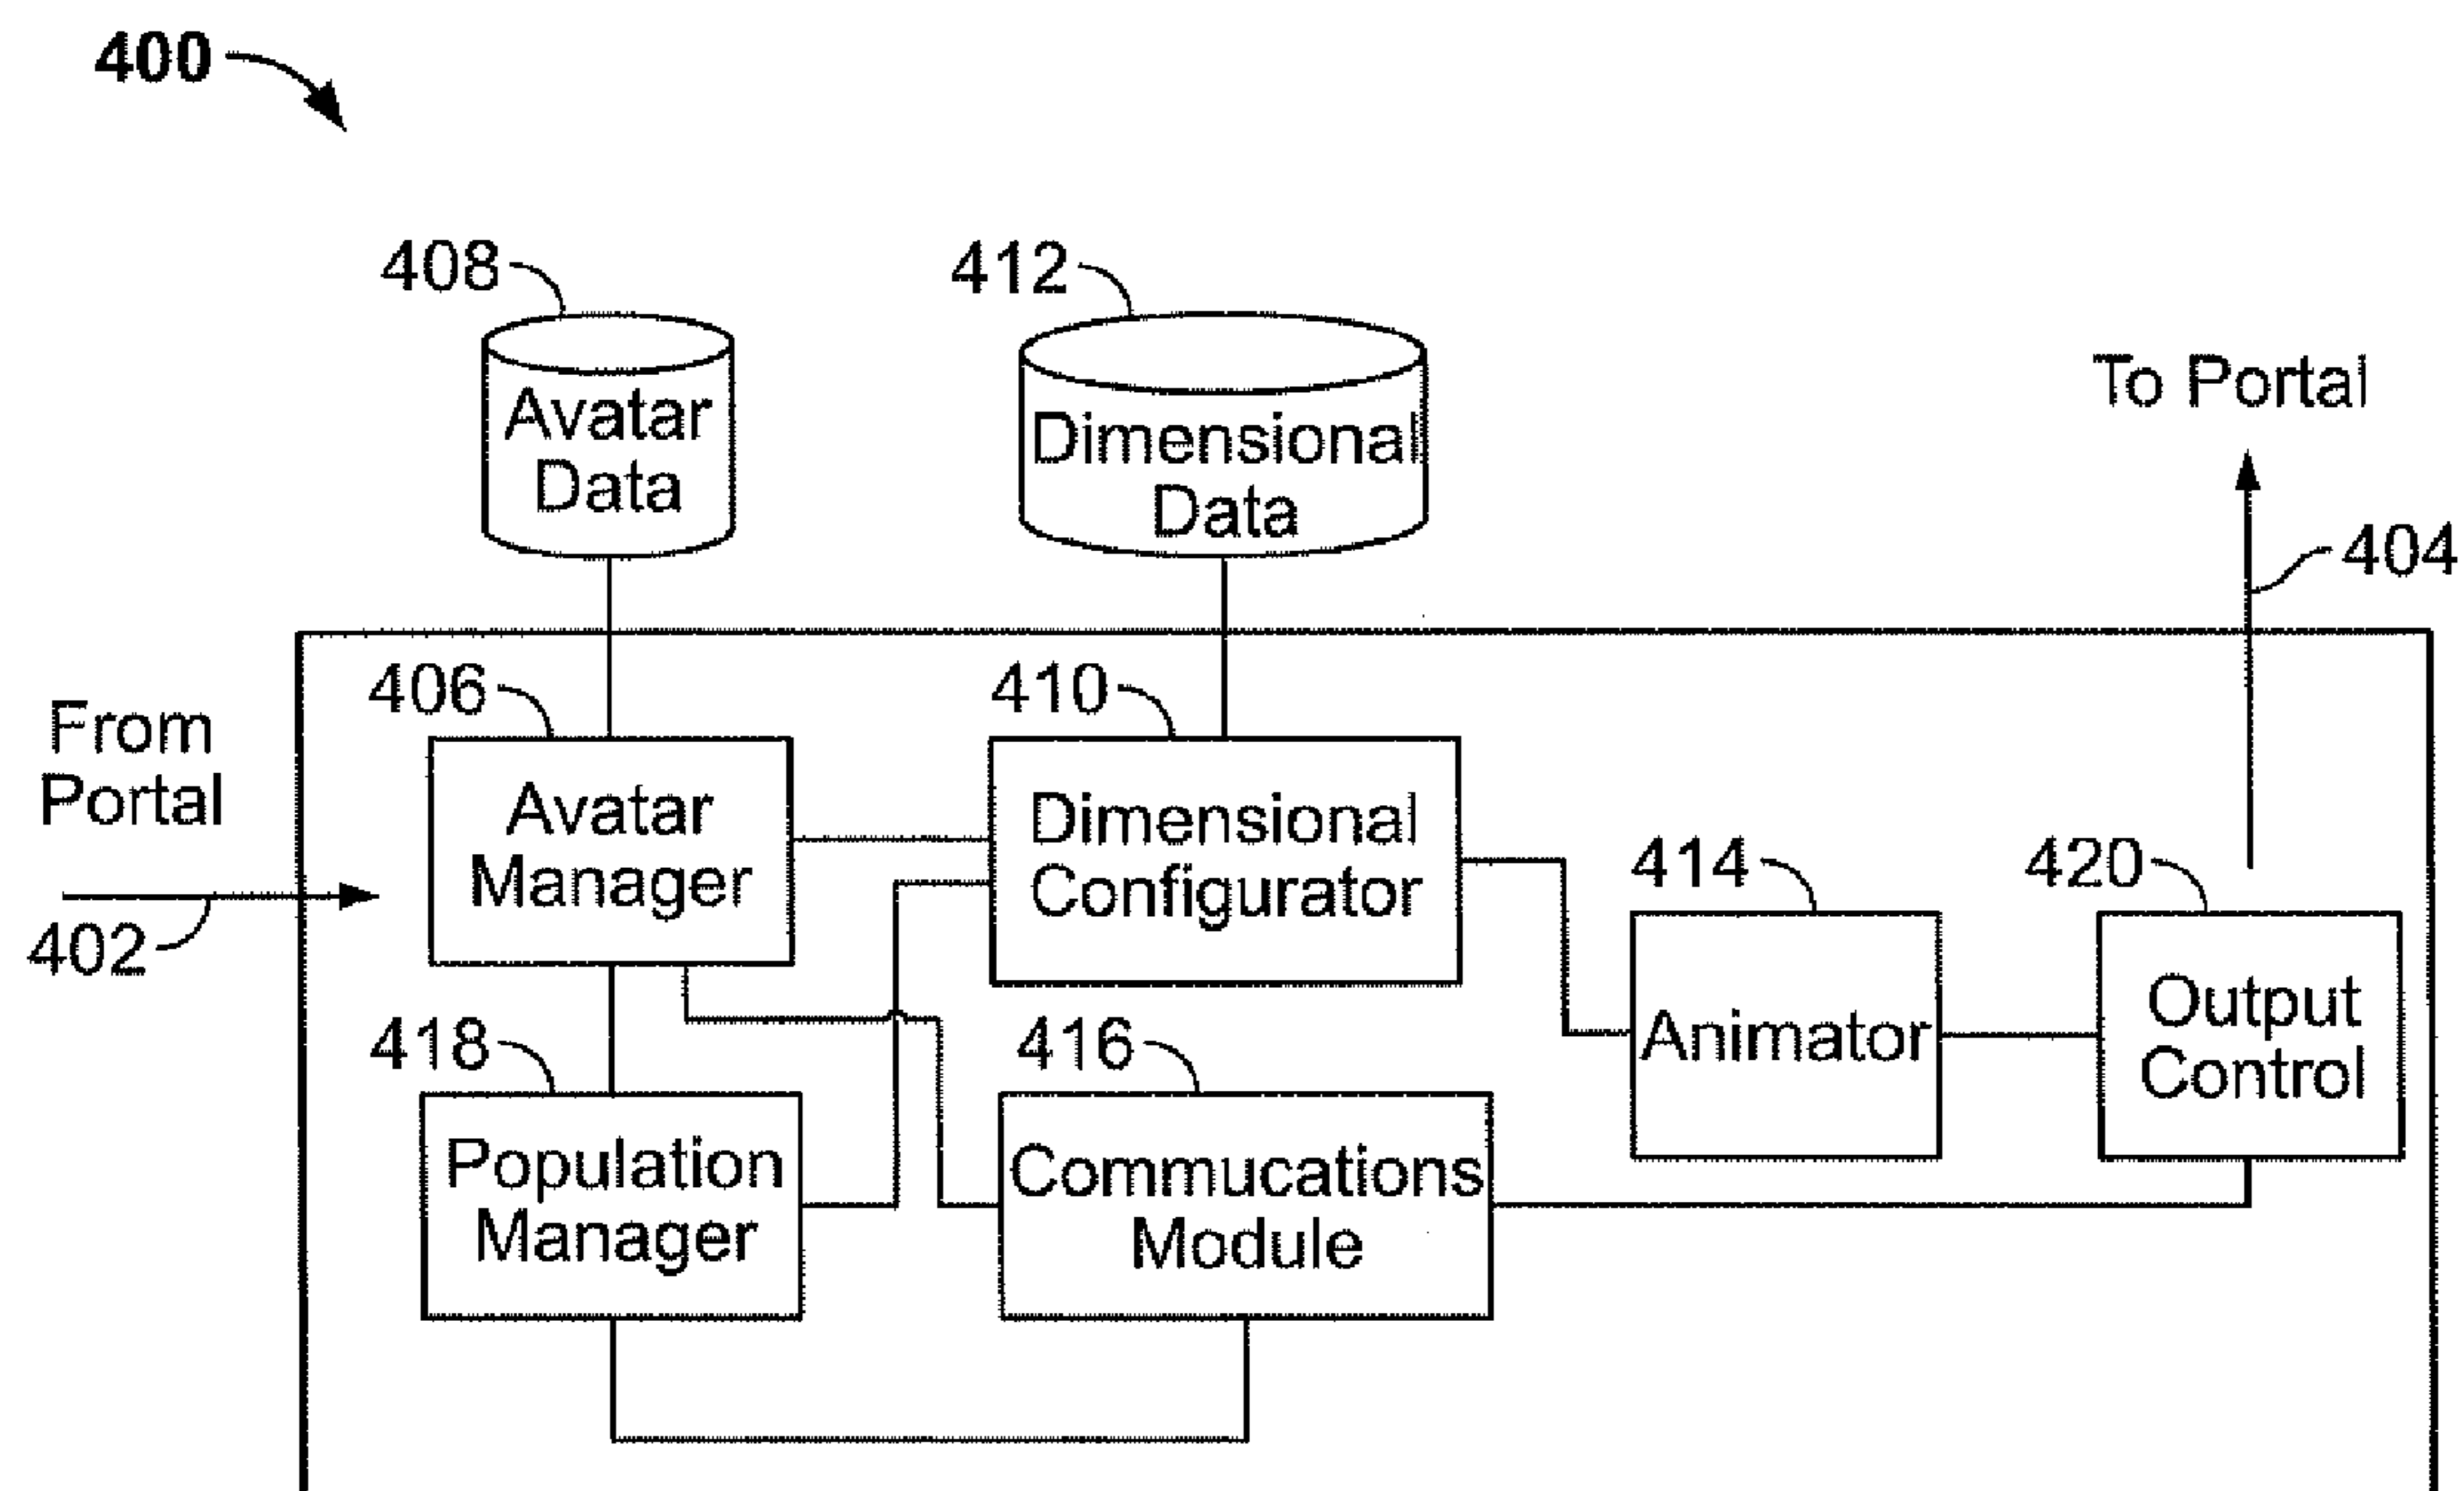 400
408
412
Avatar
Data
Dimensional
Data
To Portal
404
406
410
From
Portal
402
Avatar
Manager
Dimensional
Configurator
414
420
Animator
Output
Control
418
416
Population
Manager
Commucations
Module